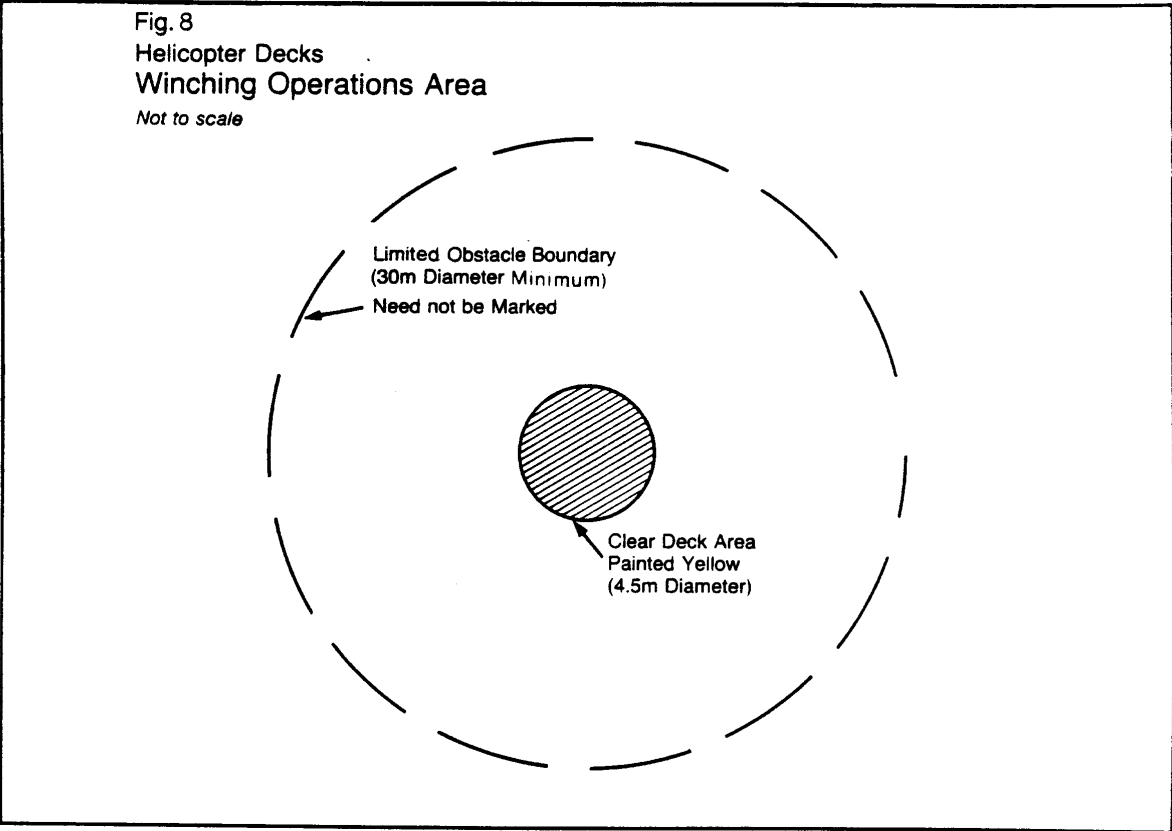 Fig. 8
Helicopter Decks
Winching Operations Area
Not to scale
Limited Obstacle Boundary
(30m Diameter Minimum)
Need not be Marked
Clear Deck Area
Painted Yellow
(4.5m Diameter)